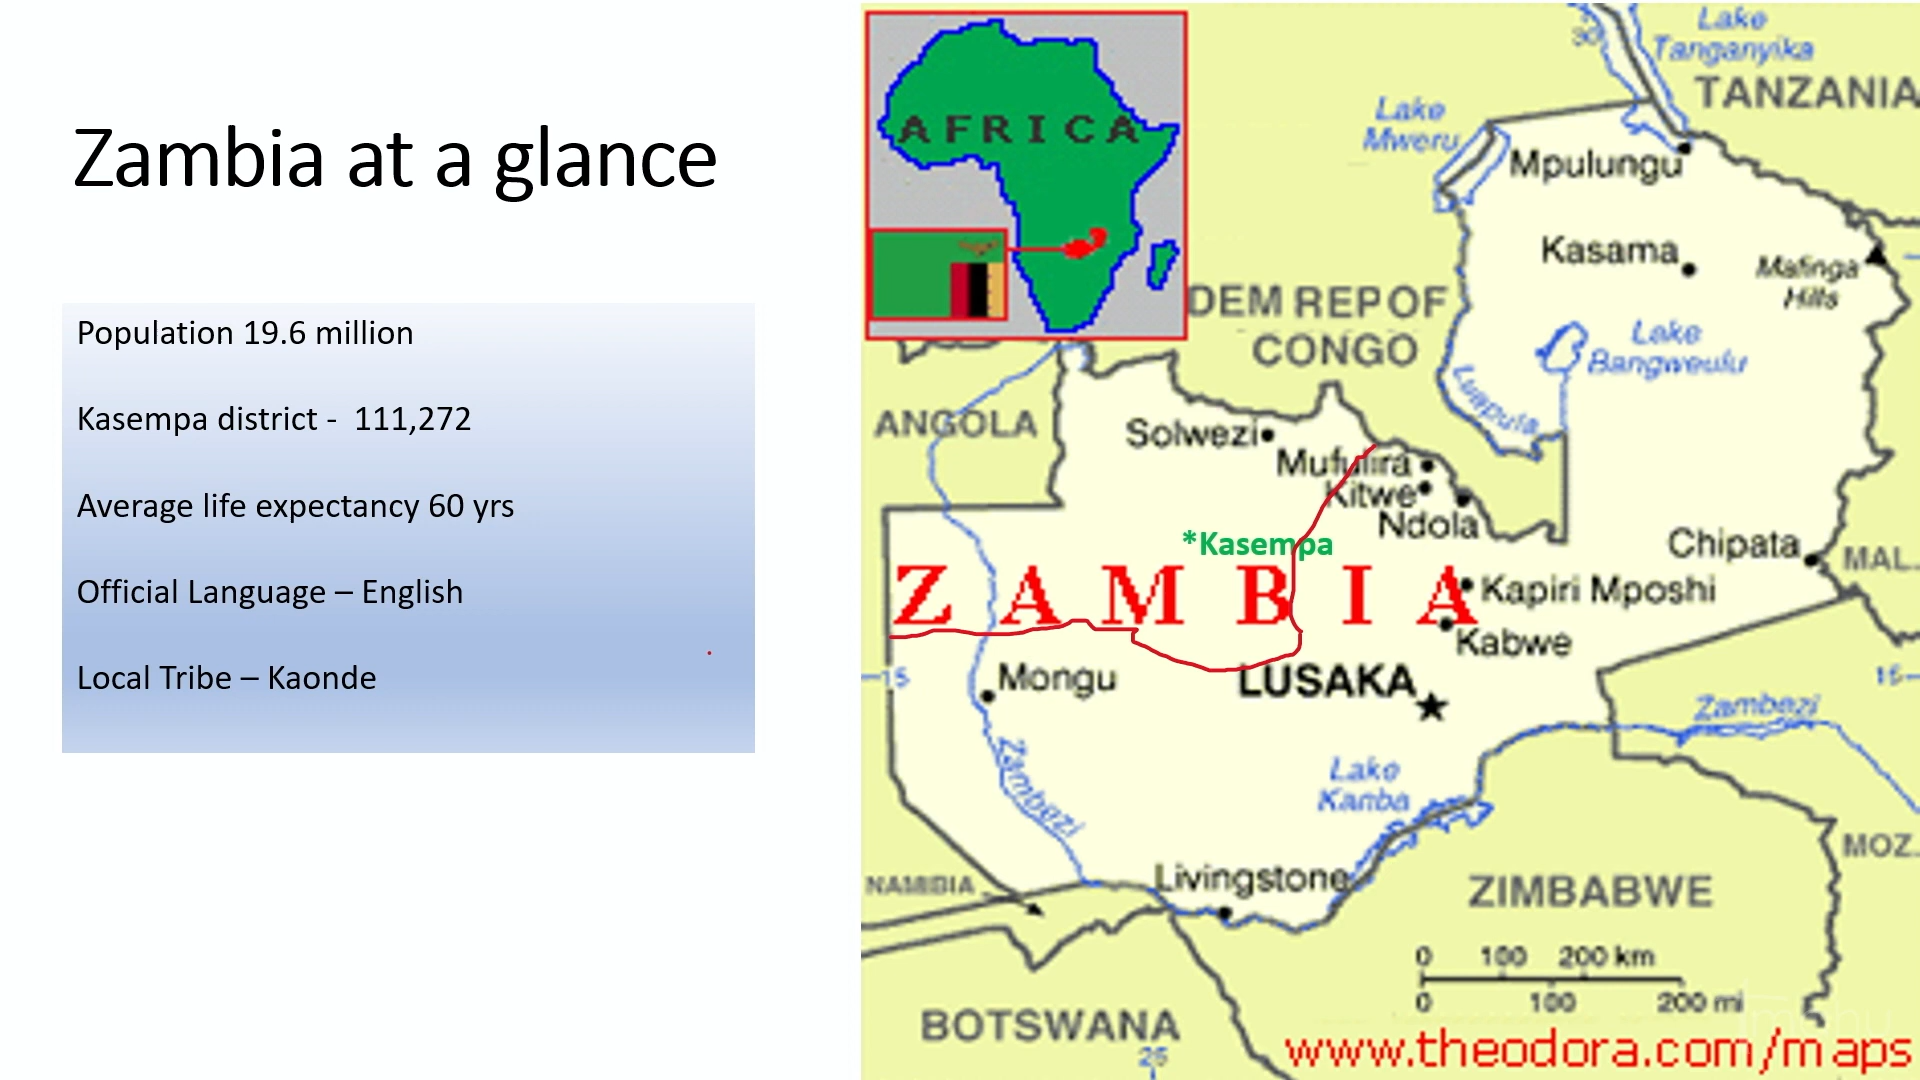 Zambia at a glance
Population 19.6 million
Kasempa district - 111,272
Average life expectancy 60 yrs
Official Language – English
Local Tribe – Kaonde
AFRICA
Lake
Tanganyika
30
TANZANIA
Lake
Mweru
Mpulungu
Kasama
Mafinga
Hills
DEM REP OF
CONGO
Lake
Bangweulu
Luapula
ANGOLA
Solwezi
Mufulira
Kitwe
Ndola
*Kasempa
Chipata
MAL.
ZAMBIA
Kapiri Mposhi
Kabwe
15
Mongu
LUSAKA
15
Zambezi
Zambezi
Lake
Kariba
MOZ.
NAMIBIA
Livingstone
ZIMBABWE
0 100 200 km
0 100 200 mi
BOTSWANA
25
www.theodora.com/maps